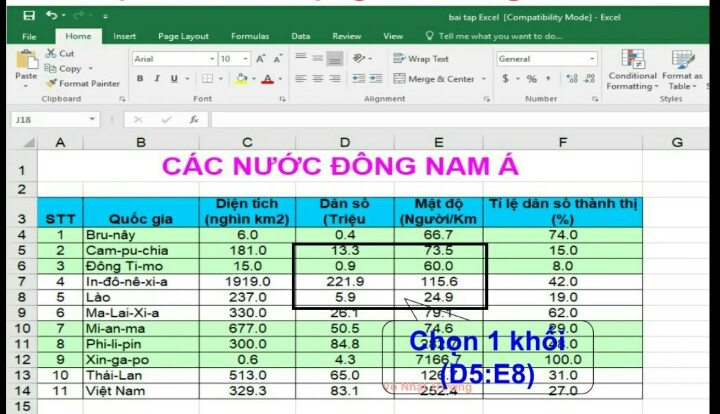 bai tap Excel [Compatibility Mode] - Excel
File Home Insert Page Layout Formulas Data Review View Tell me what you want to do...
Paste
Cut
Copy
Format Painter
Clipboard
Arial 10
B I U
Font
Wrap Text
Merge & Center
Alignment
General
$ % ,
Number
Conditional Formatting
Format as Table
Styles
J18 fx
A B C D E F G
1 CÁC NƯỚC ĐÔNG NAM Á
2
3 STT Quốc gia Diện tích (nghìn km2) Dân số (Triệu Mật độ (Người/Km Tỉ lệ dân số thành thị (%)
4 1 Bru-nây 6.0 0.4 66.7 74.0
5 2 Cam-pu-chia 181.0 13.3 73.5 15.0
6 3 Đông Ti-mo 15.0 0.9 60.0 8.0
7 4 In-đô-nê-xi-a 1919.0 221.9 115.6 42.0
8 5 Lào 237.0 5.9 24.9 19.0
9 6 Ma-Lai-Xi-a 330.0 26.1 79.1 62.0
10 7 Mi-an-ma 677.0 50.5 74.6 29.0
11 8 Phi-li-pin 300.0 84.8
12 9 Xin-ga-po 0.6 4.3 7166.7 100.0
13 10 Thái-Lan 513.0 65.0 31.0
14 11 Việt Nam 329.3 83.1 252.4 27.0
15
Chọn 1 khối
(D5:E8)